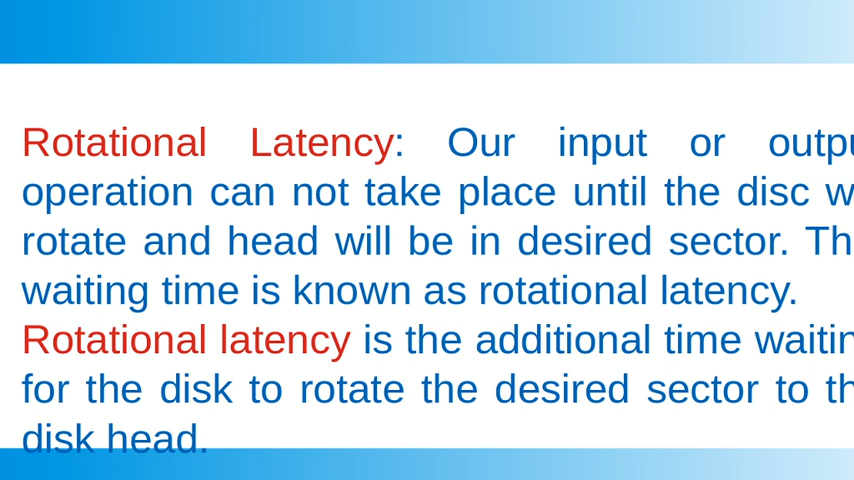 Rotational Latency: Our input or outpu
operation can not take place until the disc w
rotate and head will be in desired sector. Th
waiting time is known as rotational latency.
Rotational latency is the additional time waitin
for the disk to rotate the desired sector to th
disk head.